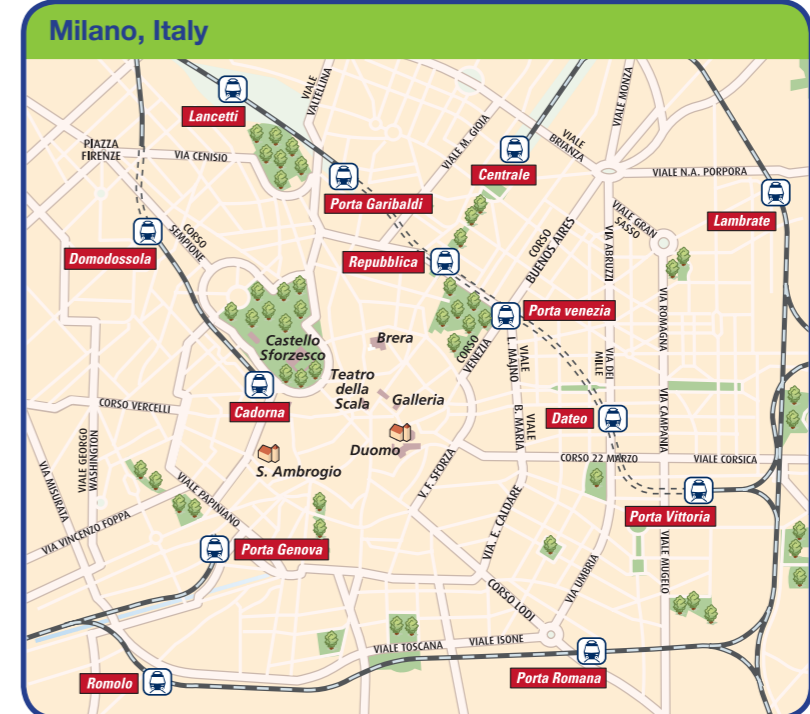 Milano, Italy
Lancetti
VIALE
VALTELLINA
VIALE M. GIOIA
VIALE MONZA
VIALE
BRIANZA
PIAZZA
FIRENZE
VIA CENISIO
Centrale
VIALE N.A. PORPORA
Porta Garibaldi
Lambrate
CORSO
SEMPIONE
VIALE GRAN
SASSO
Domodossola
Repubblica
CORSO
BUENOS AIRES
VIA ABRUZZI
Porta venezia
VIA ROMAGNA
Castello
Sforzesco
Brera
CORSO
VENEZIA
VIALE
L. MAJNO
VIA DEI
MILLE
Teatro
della
Scala
Galleria
Cadorna
CORSO VERCELLI
VIALE
B. MARIA
Dateo
VIA CAMPANIA
VIALE GEORGO
WASHINGTON
Duomo
S. Ambrogio
CORSO 22 MARZO
VIALE CORSICA
VIA MISURATA
V. F. SFORZA
VIALE PAPINIANO
VIA. E. CALDARE
Porta Vittoria
VIA VINCENZO FOPPA
Porta Genova
VIALE MUGELO
VIA UMBRIA
CORSO LODI
VIALE TOSCANA
VIALE ISONE
Porta Romana
Romolo